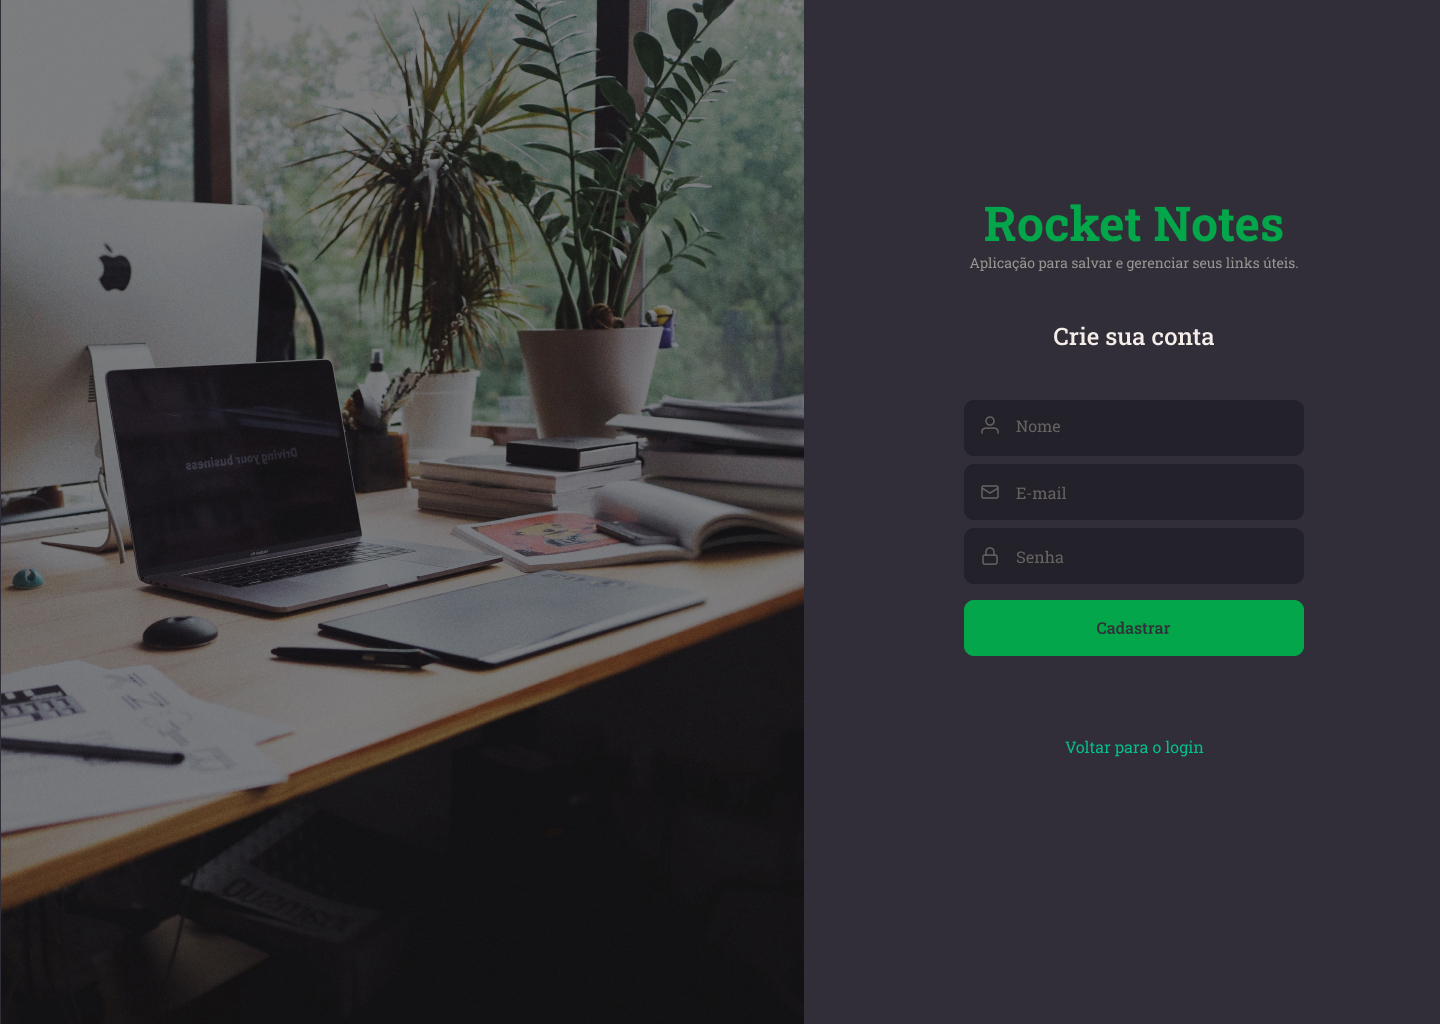 Driving your business
Rocket Notes
Aplicação para salvar e gerenciar seus links úteis.
Crie sua conta
Nome
E-mail
Senha
Cadastrar
Voltar para o login